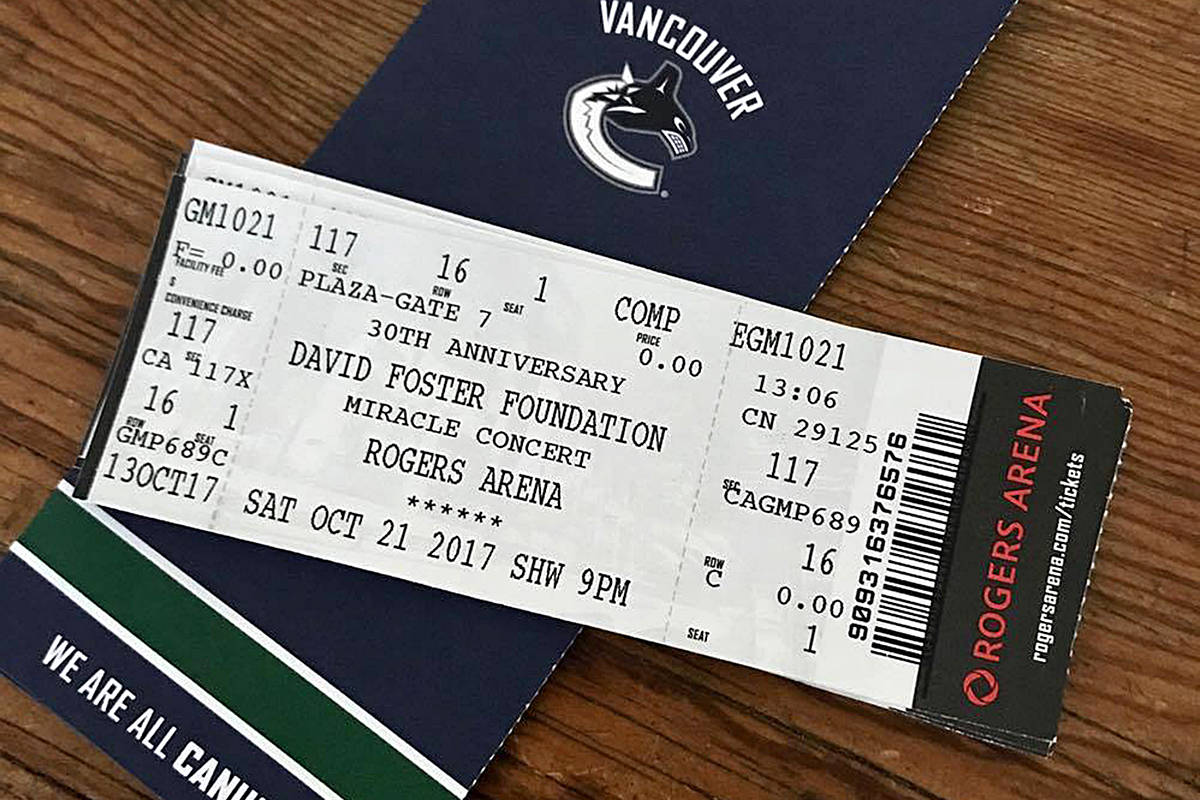 VANCOUVER
GM1021
F= 0.00
FACILITY FEE
$
CONVENIENCE CHARGE
117
SEC
CA 117X
16 1
ROW SEAT
GMP689C
13OCT17
117 16 1
SEC ROW SEAT
PLAZA-GATE 7
COMP
PRICE
0.00
30TH ANNIVERSARY
DAVID FOSTER FOUNDATION
MIRACLE CONCERT
ROGERS ARENA
******
SAT OCT 21 2017 SHW 9PM
EGM1021
13:06
CN 29125
117
SEC
CAGMP689
16
ROW
C
0.00
1
SEAT
909316376576
ROGERS ARENA
rogersarena.com/tickets
WE ARE ALL